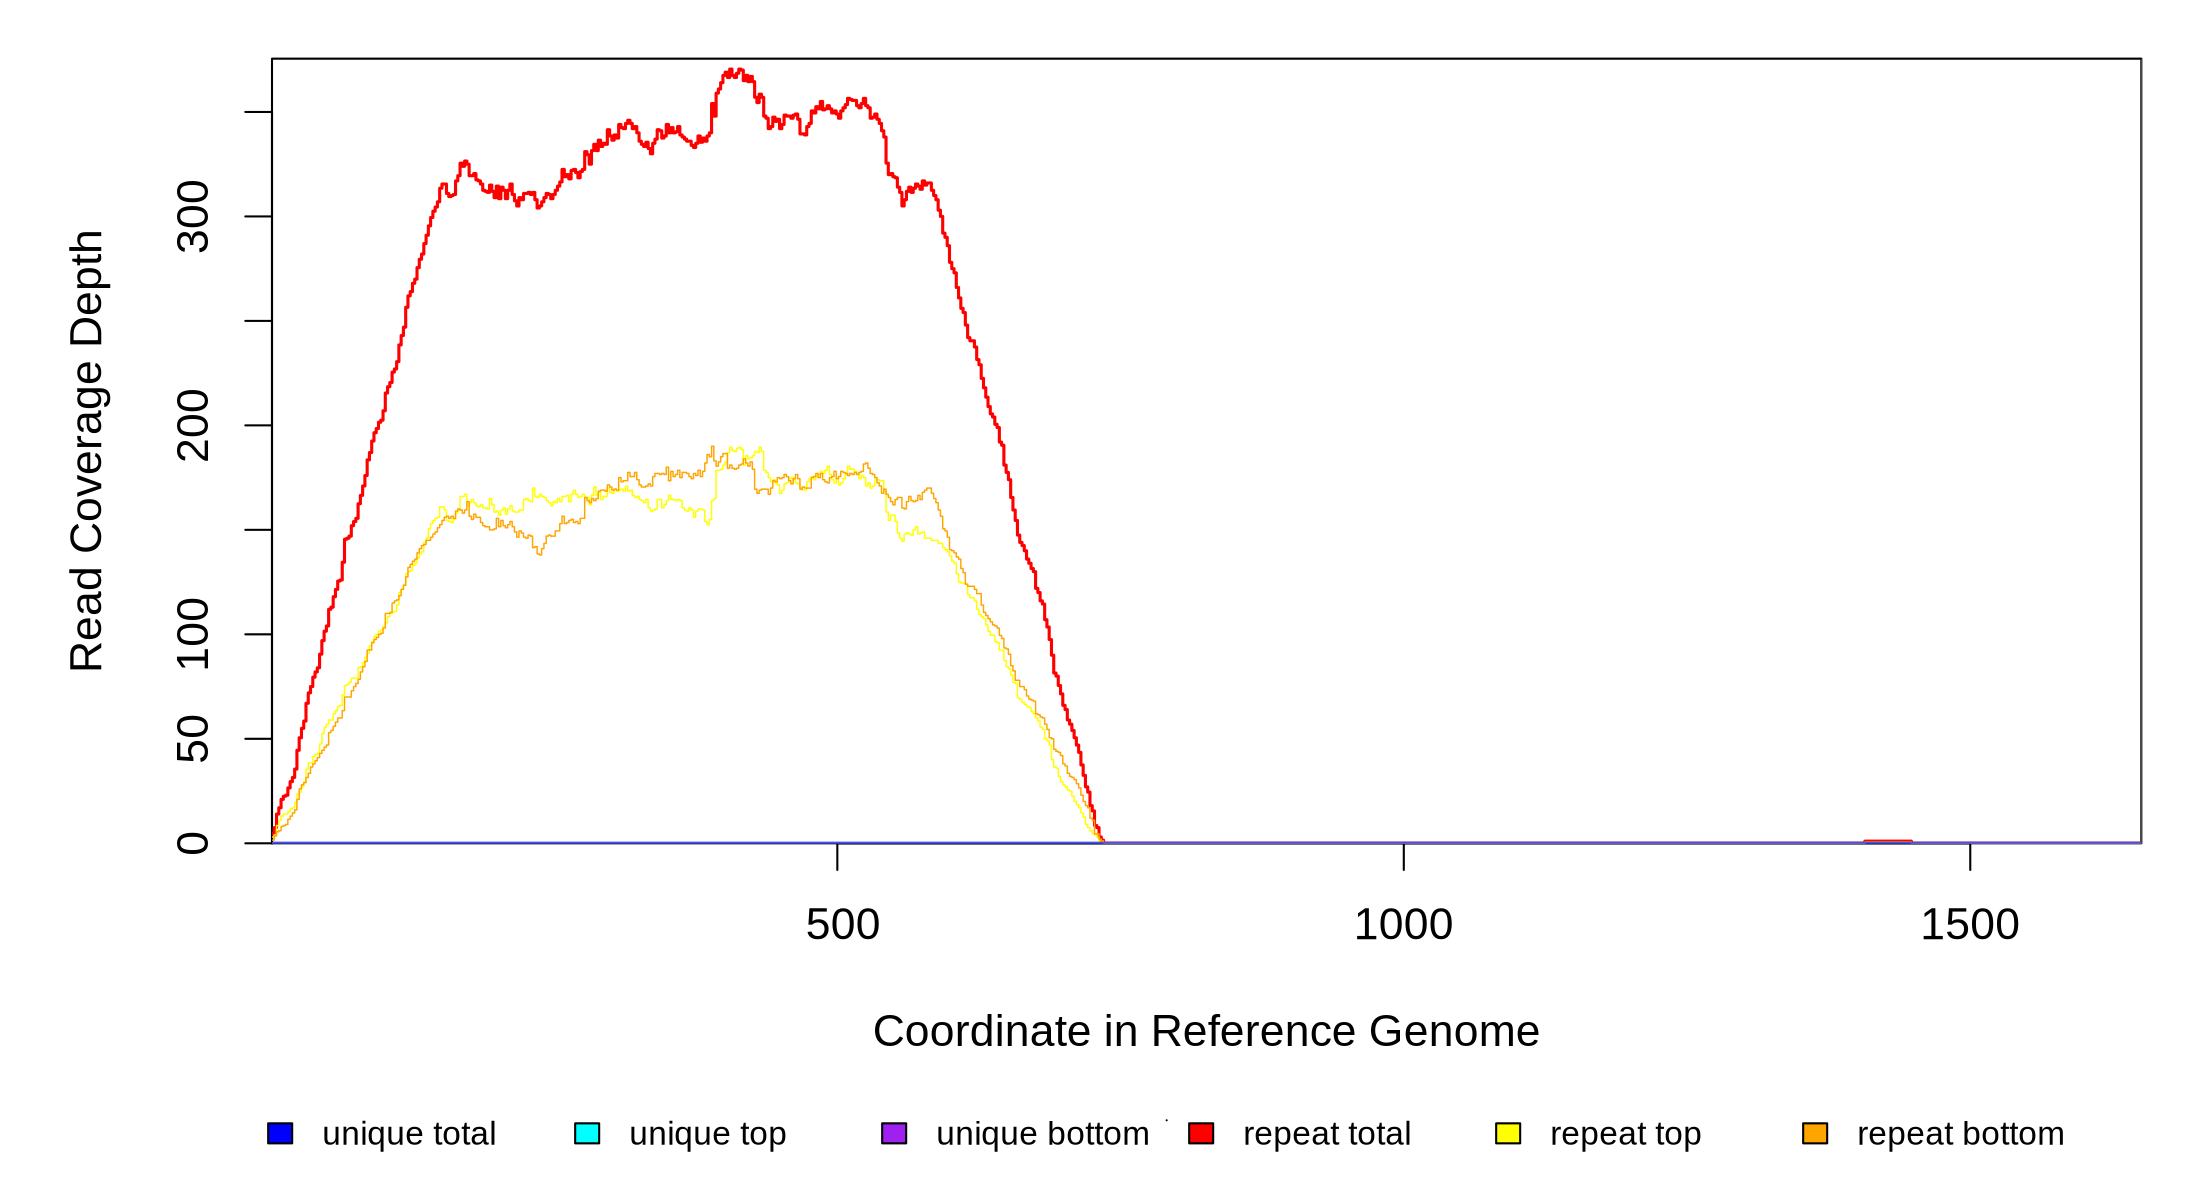 Read Coverage Depth
300
200
100
50
0
500 1000 1500
Coordinate in Reference Genome
unique total unique top unique bottom repeat total repeat top repeat bottom